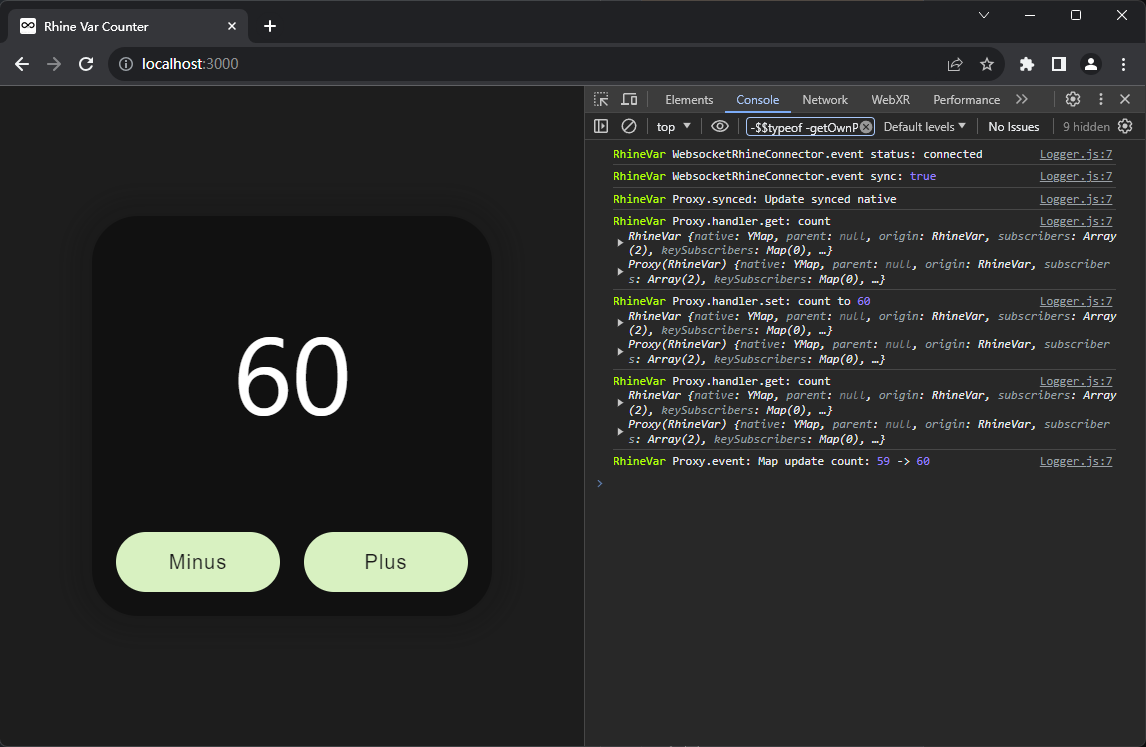 Rhine Var Counter
localhost:3000
Elements Console Network WebXR Performance
top -$$typeof -getOwnP Default levels No Issues 9 hidden
60
Minus Plus
RhineVar WebsocketRhineConnector.event status: connected Logger.js:7
RhineVar WebsocketRhineConnector.event sync: true Logger.js:7
RhineVar Proxy.synced: Update synced native Logger.js:7
RhineVar Proxy.handler.get: count Logger.js:7
RhineVar {native: YMap, parent: null, origin: RhineVar, subscribers: Array
(2), keySubscribers: Map(0), …}
Proxy(RhineVar) {native: YMap, parent: null, origin: RhineVar, subscriber
s: Array(2), keySubscribers: Map(0), …}
RhineVar Proxy.handler.set: count to 60 Logger.js:7
RhineVar {native: YMap, parent: null, origin: RhineVar, subscribers: Array
(2), keySubscribers: Map(0), …}
Proxy(RhineVar) {native: YMap, parent: null, origin: RhineVar, subscriber
s: Array(2), keySubscribers: Map(0), …}
RhineVar Proxy.handler.get: count Logger.js:7
RhineVar {native: YMap, parent: null, origin: RhineVar, subscribers: Array
(2), keySubscribers: Map(0), …}
Proxy(RhineVar) {native: YMap, parent: null, origin: RhineVar, subscriber
s: Array(2), keySubscribers: Map(0), …}
RhineVar Proxy.event: Map update count: 59 -> 60 Logger.js:7